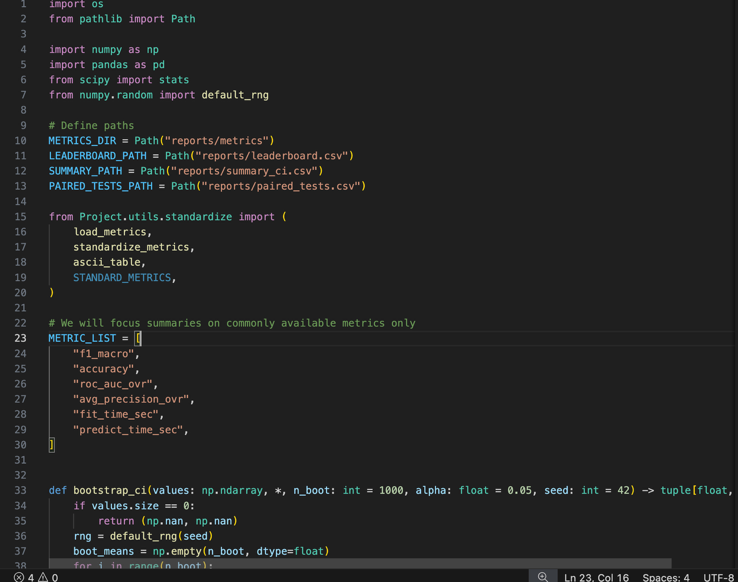 1 import os
2 from pathlib import Path
3
4 import numpy as np
5 import pandas as pd
6 from scipy import stats
7 from numpy.random import default_rng
8
9 # Define paths
10 METRICS_DIR = Path("reports/metrics")
11 LEADERBOARD_PATH = Path("reports/leaderboard.csv")
12 SUMMARY_PATH = Path("reports/summary_ci.csv")
13 PAIRED_TESTS_PATH = Path("reports/paired_tests.csv")
14
15 from Project.utils.standardize import (
16     load_metrics,
17     standardize_metrics,
18     ascii_table,
19     STANDARD_METRICS,
20 )
21
22 # We will focus summaries on commonly available metrics only
23 METRIC_LIST = [
24     "f1_macro",
25     "accuracy",
26     "roc_auc_ovr",
27     "avg_precision_ovr",
28     "fit_time_sec",
29     "predict_time_sec",
30 ]
31
32
33 def bootstrap_ci(values: np.ndarray, *, n_boot: int = 1000, alpha: float = 0.05, seed: int = 42) -> tuple[float,
34     if values.size == 0:
35         return (np.nan, np.nan)
36     rng = default_rng(seed)
37     boot_means = np.empty(n_boot, dtype=float)
38     for i in range(n_boot):
4 0 Ln 23, Col 16 Spaces: 4 UTF-8